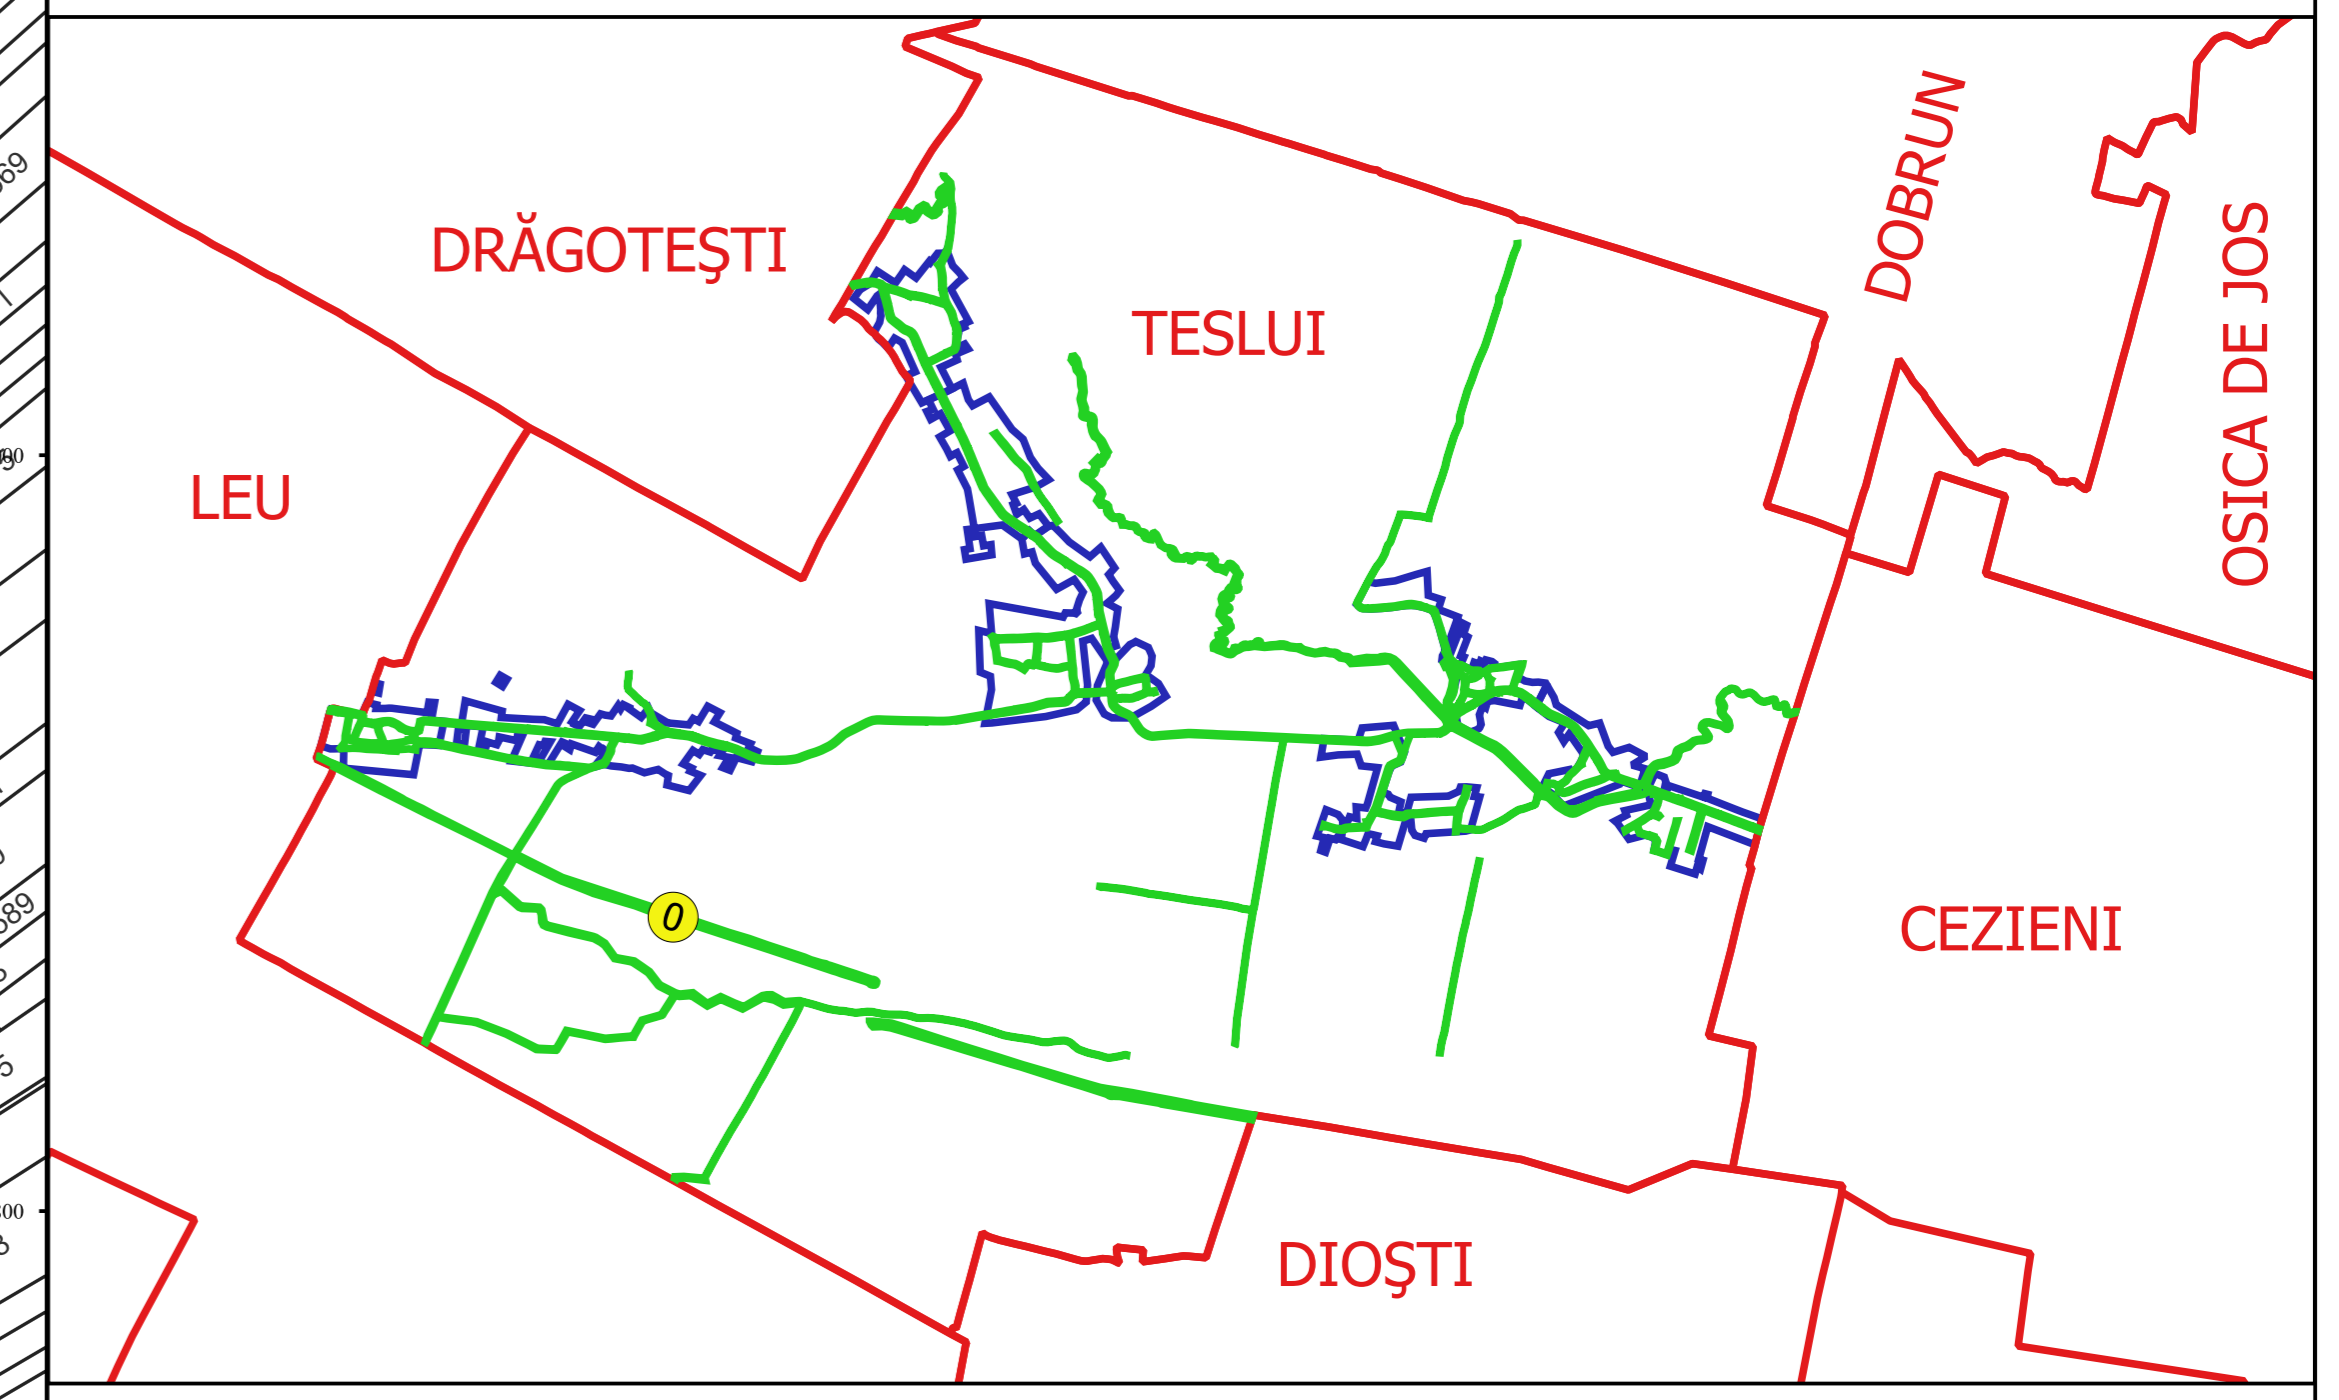 DRĂGOTEŞTI
TESLUI
DOBRUN
OSICA DE JOS
LEU
0
CEZIENI
DIOŞTI